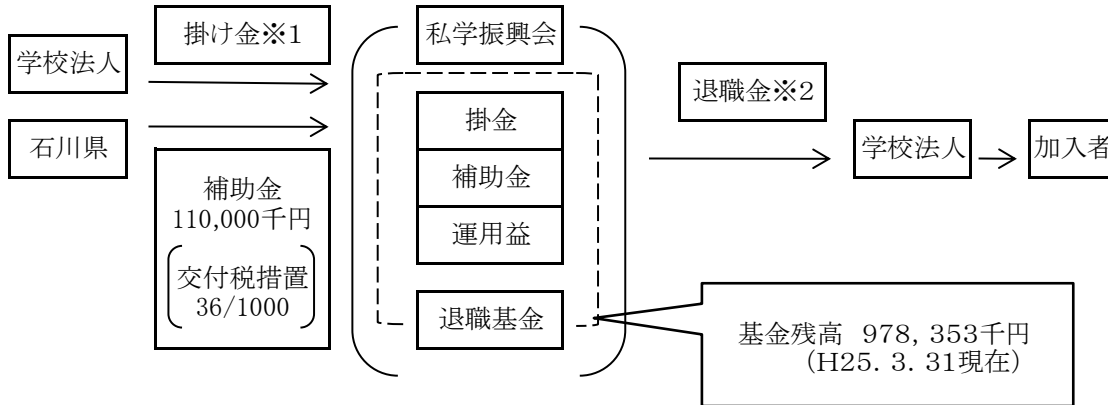 学校法人
石川県
掛け金※1
補助金
110,000千円
交付税措置
36/1000
私学振興会
掛金
補助金
運用益
退職基金
退職金※2
学校法人
加入者
基金残高 978,353千円
(H25.3.31現在)